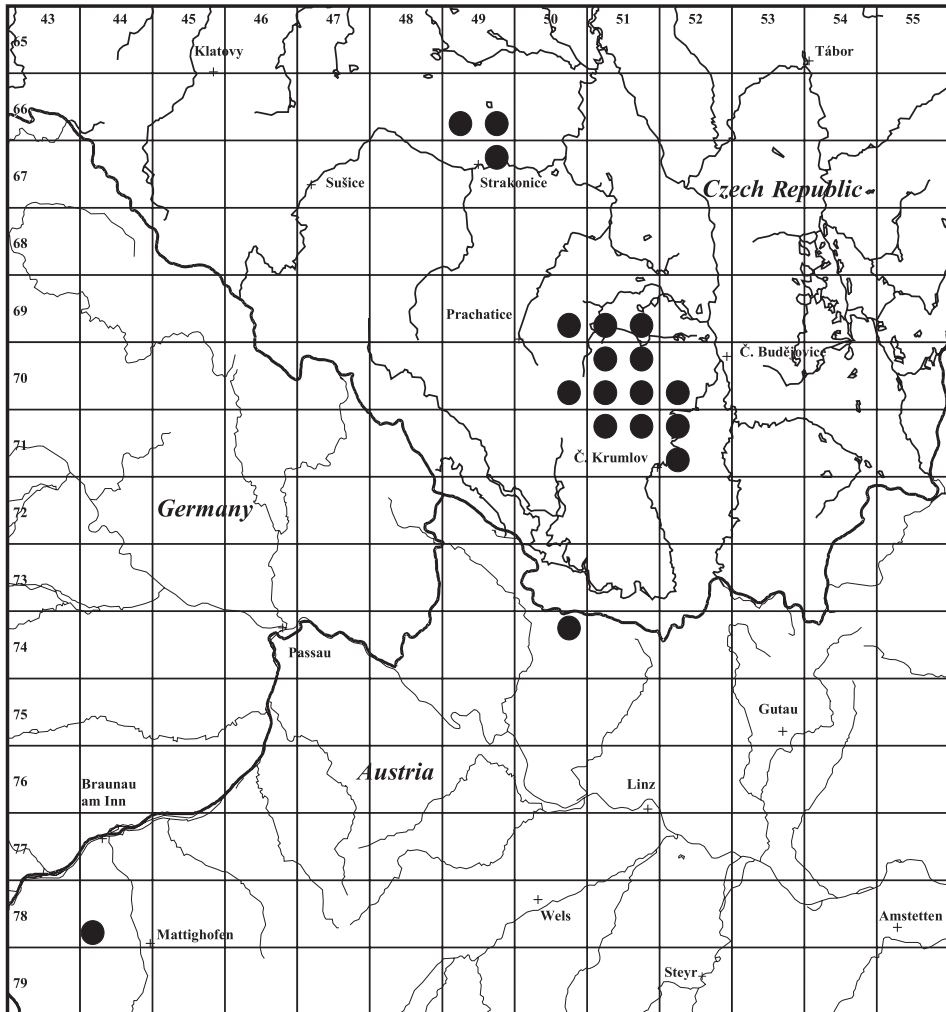 43 44 45 46 47 48 49 50 51 52 53 54 55
65
Klatovy
Tábor
66
67
Sušice
Strakonice
Czech Republic
68
69
Prachatice
Č. Budějovice
70
71
Č. Krumlov
72
Germany
73
74
Passau
75
Gutau
76
Austria
Braunau
am Inn
Linz
77
78
Wels
Amstetten
Mattighofen
79
Steyr